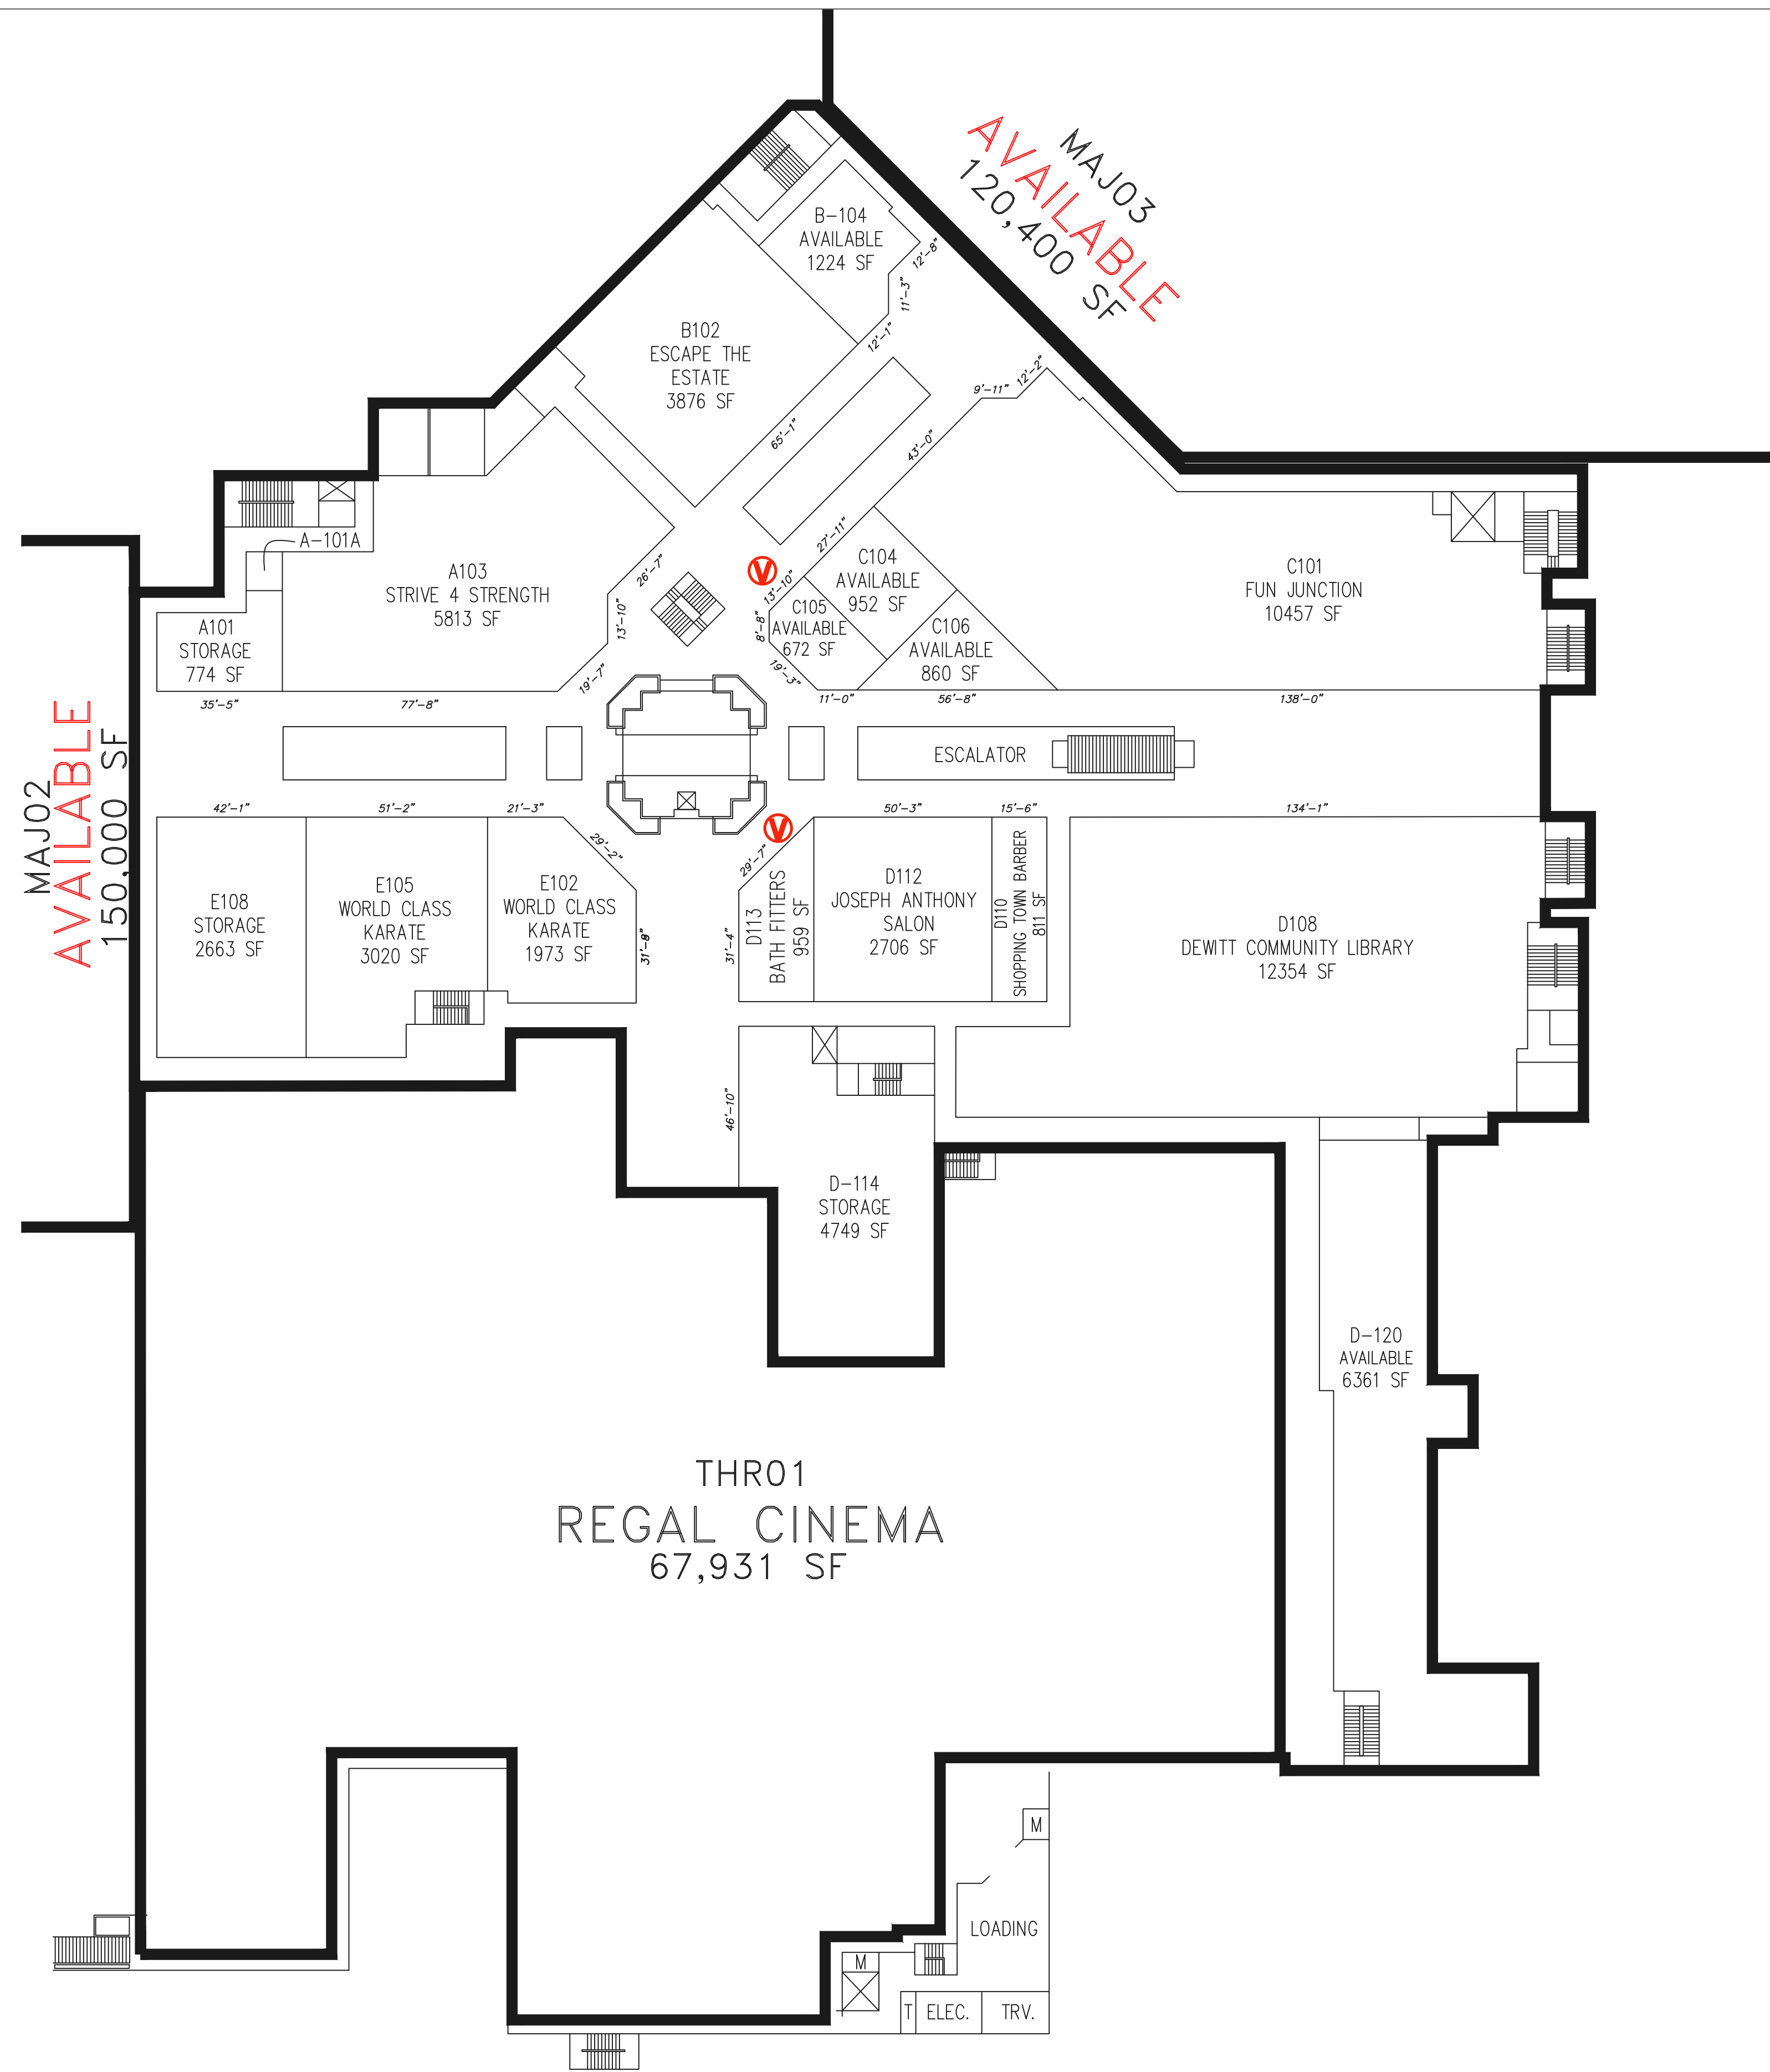 MAJ03
AVAILABLE
120,400 SF
B-104
AVAILABLE
1224 SF
12'-8"
11'-3"
12'-1"
B102
ESCAPE THE
ESTATE
3876 SF
65'-1"
9'-11"
12'-2"
43'-0"
27'-11"
A-101A
A103
STRIVE 4 STRENGTH
5813 SF
26'-7"
13'-10"
19'-7"
V
13'-10"
8'-8"
19'-3"
C104
AVAILABLE
952 SF
C105
AVAILABLE
672 SF
C106
AVAILABLE
860 SF
C101
FUN JUNCTION
10457 SF
A101
STORAGE
774 SF
35'-5"
77'-8"
11'-0"
56'-8"
138'-0"
MAJ02
AVAILABLE
150,000 SF
ESCALATOR
42'-1"
51'-2"
21'-3"
29'-2"
V
29'-7"
50'-3"
15'-6"
134'-1"
E108
STORAGE
2663 SF
E105
WORLD CLASS
KARATE
3020 SF
E102
WORLD CLASS
KARATE
1973 SF
31'-8"
31'-4"
D113
BATH FITTERS
959 SF
D112
JOSEPH ANTHONY
SALON
2706 SF
D110
SHOPPING TOWN BARBER
811 SF
D108
DEWITT COMMUNITY LIBRARY
12354 SF
46'-10"
D-114
STORAGE
4749 SF
D-120
AVAILABLE
6361 SF
THR01
REGAL CINEMA
67,931 SF
M
LOADING
M
T
ELEC.
TRV.